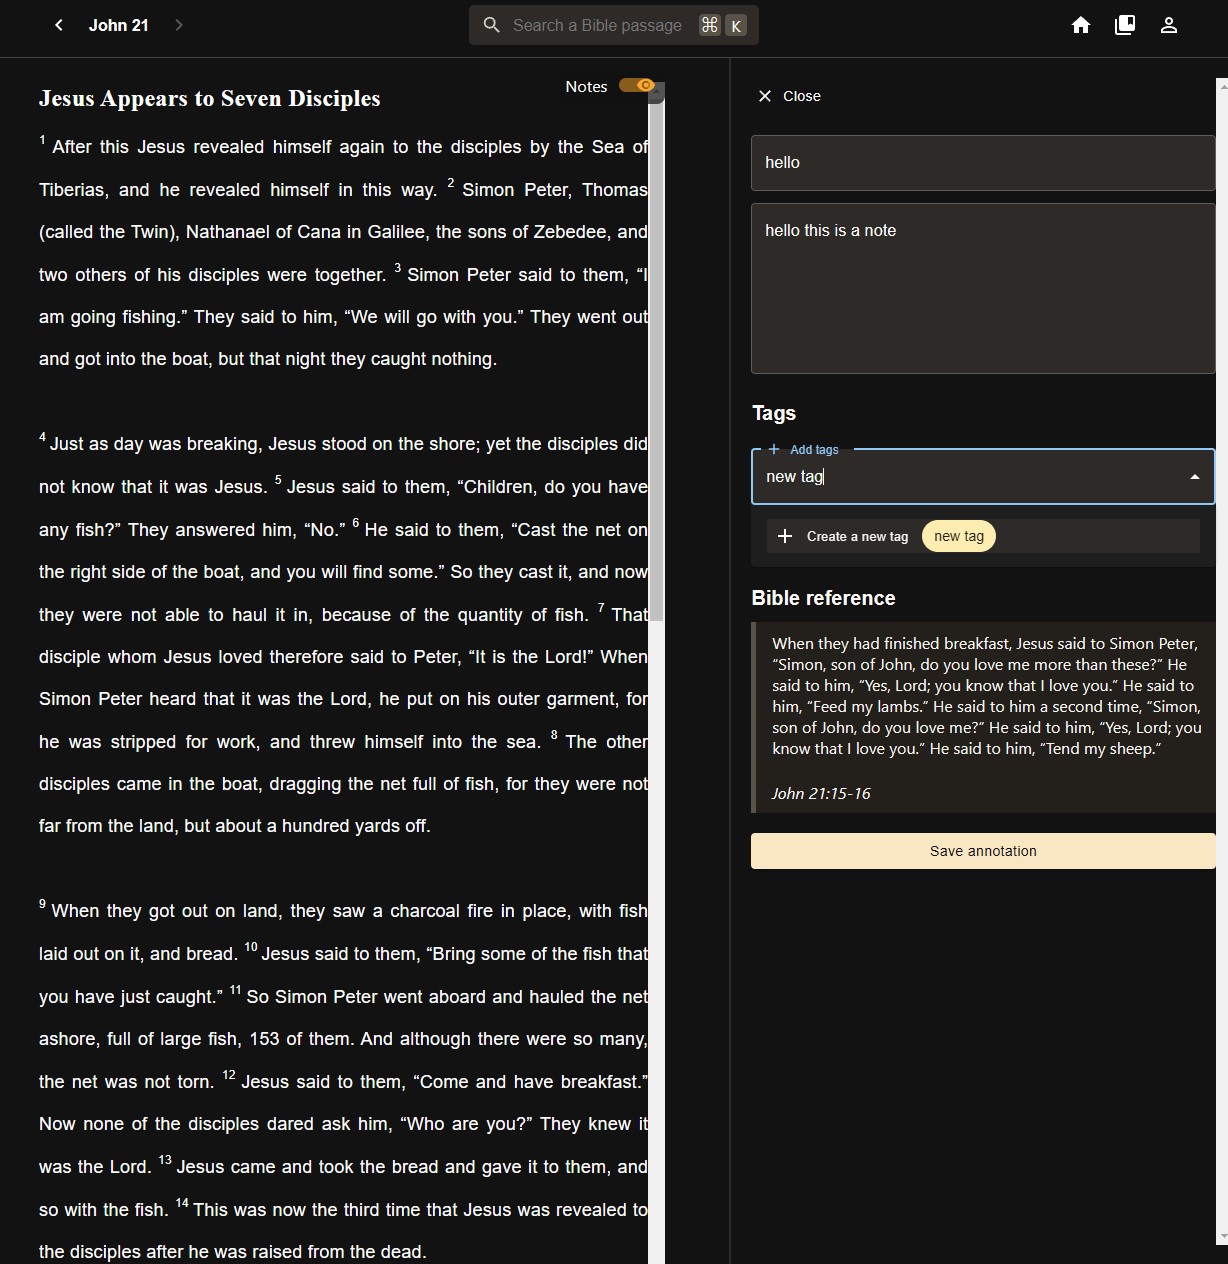 John 21
Search a Bible passage ⌘ K
Notes
Jesus Appears to Seven Disciples
1 After this Jesus revealed himself again to the disciples by the Sea of
Tiberias, and he revealed himself in this way. 2 Simon Peter, Thomas
(called the Twin), Nathanael of Cana in Galilee, the sons of Zebedee, and
two others of his disciples were together. 3 Simon Peter said to them, “I
am going fishing.” They said to him, “We will go with you.” They went out
and got into the boat, but that night they caught nothing.
4 Just as day was breaking, Jesus stood on the shore; yet the disciples did
not know that it was Jesus. 5 Jesus said to them, “Children, do you have
any fish?” They answered him, “No.” 6 He said to them, “Cast the net on
the right side of the boat, and you will find some.” So they cast it, and now
they were not able to haul it in, because of the quantity of fish. 7 That
disciple whom Jesus loved therefore said to Peter, “It is the Lord!” When
Simon Peter heard that it was the Lord, he put on his outer garment, for
he was stripped for work, and threw himself into the sea. 8 The other
disciples came in the boat, dragging the net full of fish, for they were not
far from the land, but about a hundred yards off.
9 When they got out on land, they saw a charcoal fire in place, with fish
laid out on it, and bread. 10 Jesus said to them, “Bring some of the fish that
you have just caught.” 11 So Simon Peter went aboard and hauled the net
ashore, full of large fish, 153 of them. And although there were so many,
the net was not torn. 12 Jesus said to them, “Come and have breakfast.”
Now none of the disciples dared ask him, “Who are you?” They knew it
was the Lord. 13 Jesus came and took the bread and gave it to them, and
so with the fish. 14 This was now the third time that Jesus was revealed to
the disciples after he was raised from the dead.
Close
hello
hello this is a note
Tags
Add tags
new tag
Create a new tag new tag
Bible reference
When they had finished breakfast, Jesus said to Simon Peter,
“Simon, son of John, do you love me more than these?” He
said to him, “Yes, Lord; you know that I love you.” He said to
him, “Feed my lambs.” He said to him a second time, “Simon,
son of John, do you love me?” He said to him, “Yes, Lord; you
know that I love you.” He said to him, “Tend my sheep.”
John 21:15-16
Save annotation